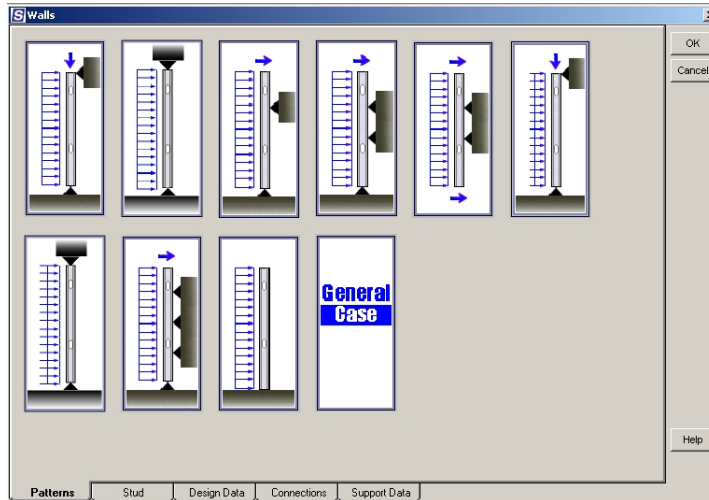 S Walls
OK
Cancel
General
Case
Help
Patterns
Stud
Design Data
Connections
Support Data